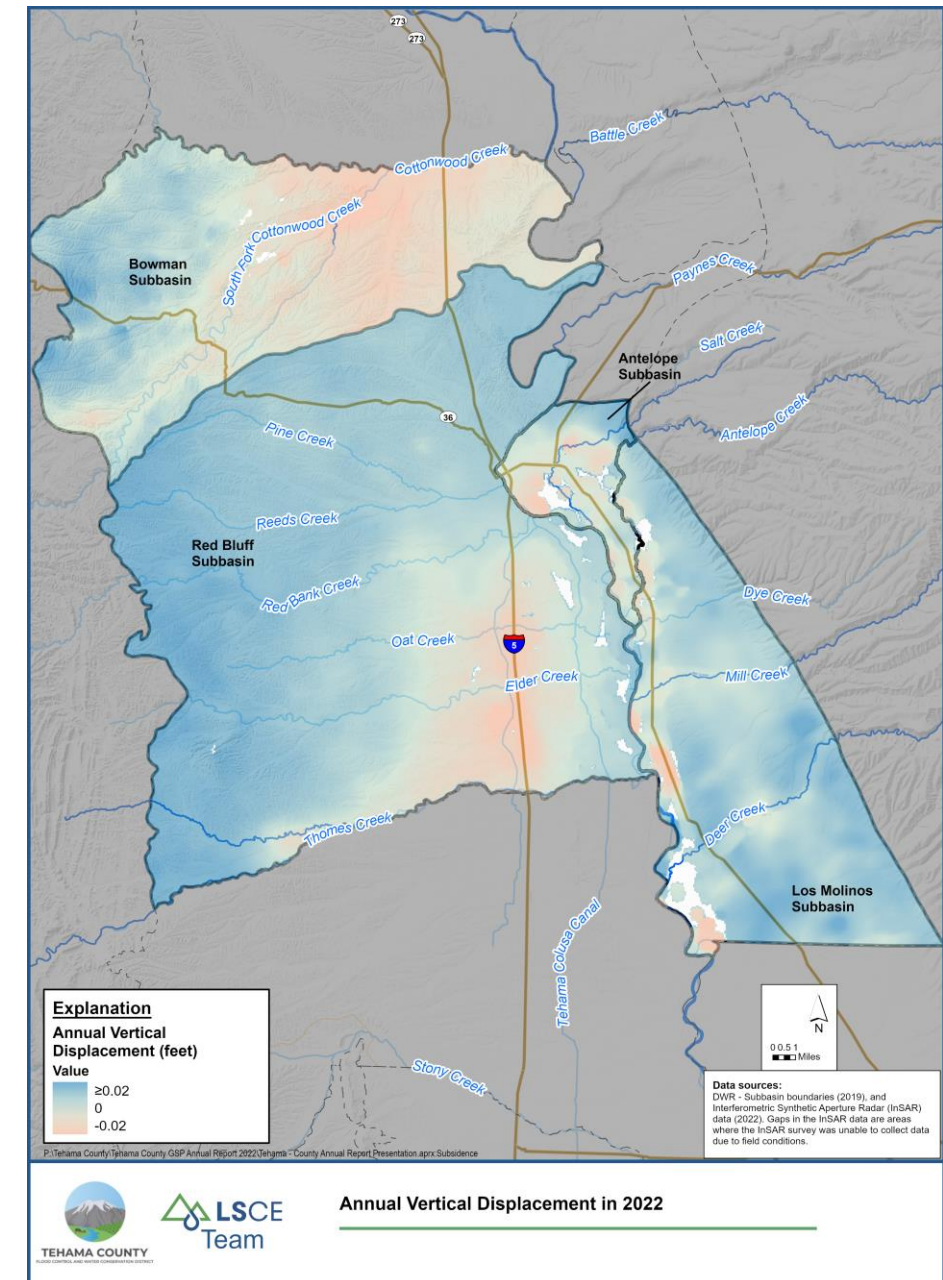 273
273
Battle Creek
Cottonwood Creek
Cottonwood Creek
South Fork
Bowman
Subbasin
Paynes Creek
Salt Creek
Antelope
Subbasin
Antelope Creek
36
Pine Creek
Reeds Creek
Red Bluff
Subbasin
Red Bank Creek
Dye Creek
Oat Creek
5
Elder Creek
Mill Creek
Thomes Creek
Deer Creek
Los Molinos
Subbasin
Tehama Colusa Canal
Stony Creek
Explanation
Annual Vertical
Displacement (feet)
Value
≥0.02
0
-0.02
N
0 0.5 1
Miles
Data sources:
DWR - Subbasin boundaries (2019), and
Interferometric Synthetic Aperture Radar (InSAR)
data (2022). Gaps in the InSAR data are areas
where the InSAR survey was unable to collect data
due to field conditions.
P:\Tehama County\Tehama County GSP Annual Report 2022\Tehama - County Annual Report Presentation.aprx Subsidence
Annual Vertical Displacement in 2022
LSCE
Team
TEHAMA COUNTY
FLOOD CONTROL AND WATER CONSERVATION DISTRICT